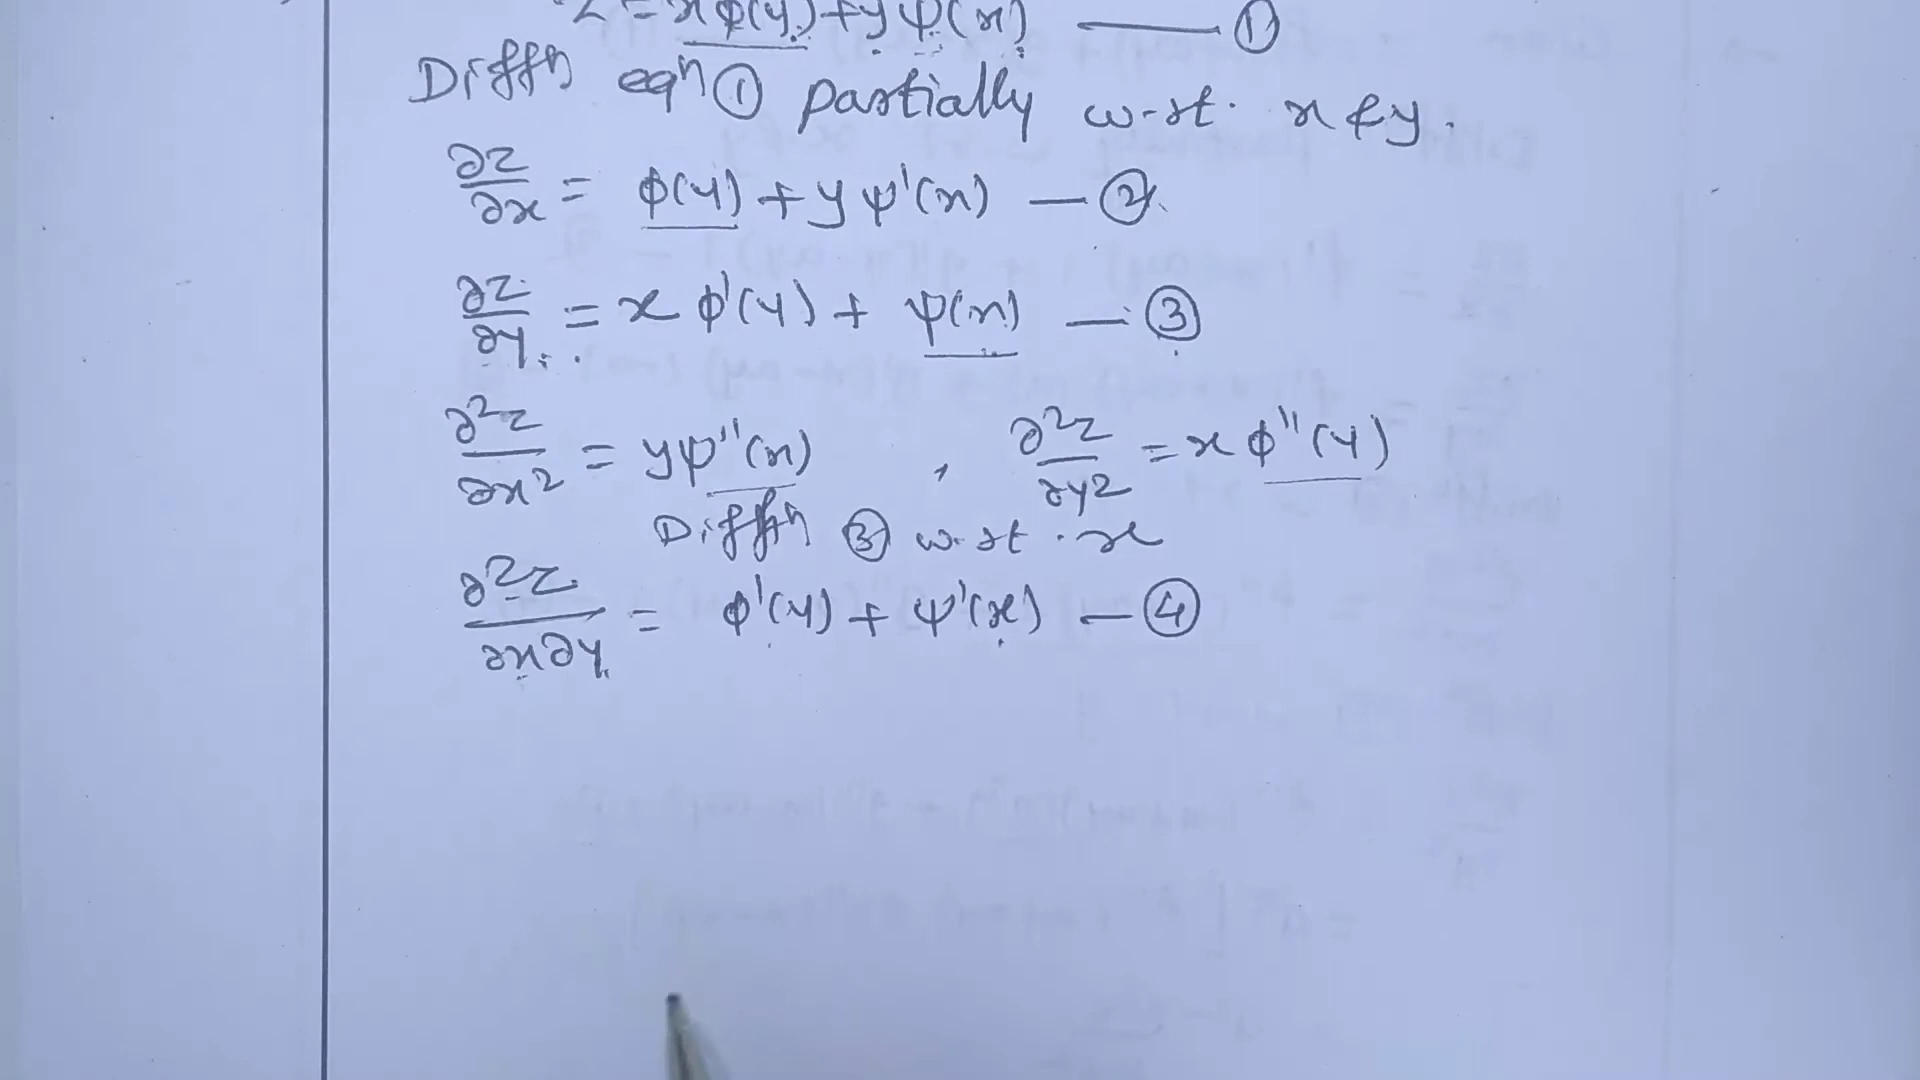 Z = xϕ(y) + yψ(x) —— ①
Diffn eqn ① partially w.r.t. x & y.
∂z/∂x = ϕ(y) + yψ'(x) — ②
∂z/∂y = xϕ'(y) + ψ(x) — ③
∂²z/∂x² = yψ''(x) , ∂²z/∂y² = xϕ''(y)
Diffn ③ w.r.t. x
∂²z/∂x∂y = ϕ'(y) + ψ'(x) — ④